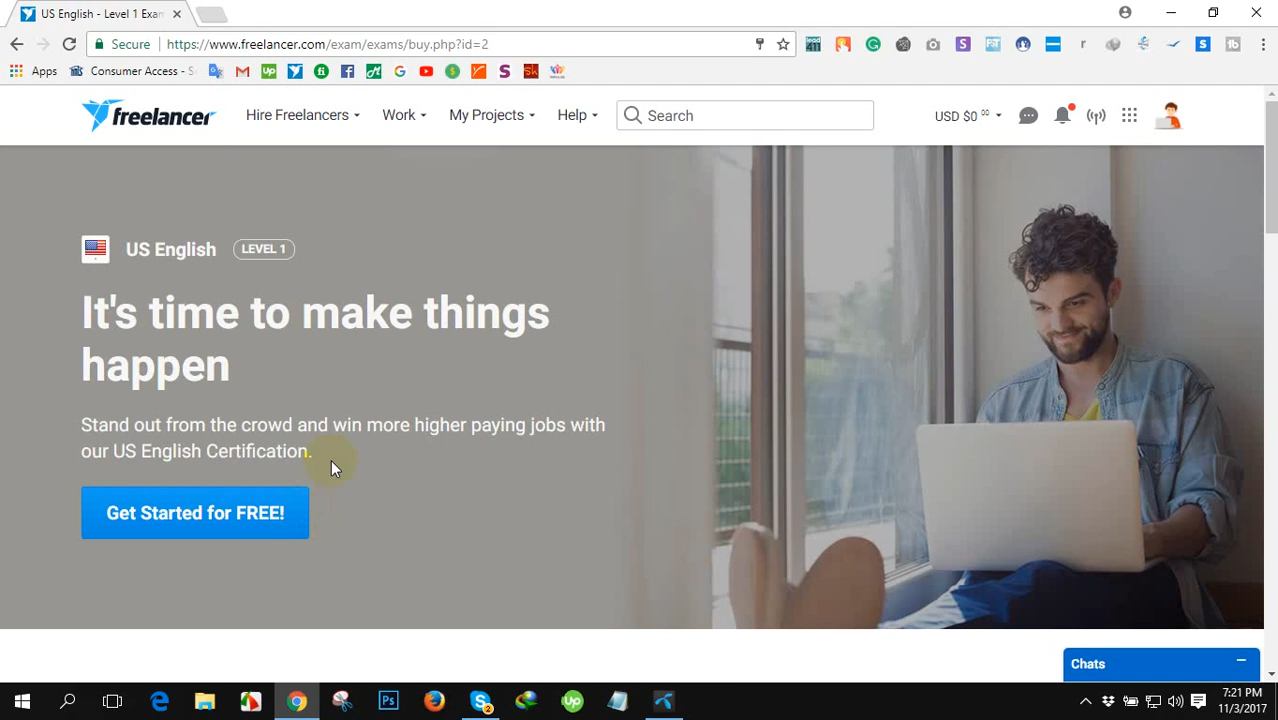 US English - Level 1 Exan
Secure
https://www.freelancer.com/exam/exams/buy.php?id=2
Apps
Consumer Access - S
freelancer
Hire Freelancers
Work
My Projects
Help
Search
USD $0 00
US English
LEVEL 1
It's time to make things
happen
Stand out from the crowd and win more higher paying jobs with
our US English Certification.
Get Started for FREE!
Chats
7:21 PM
11/3/2017